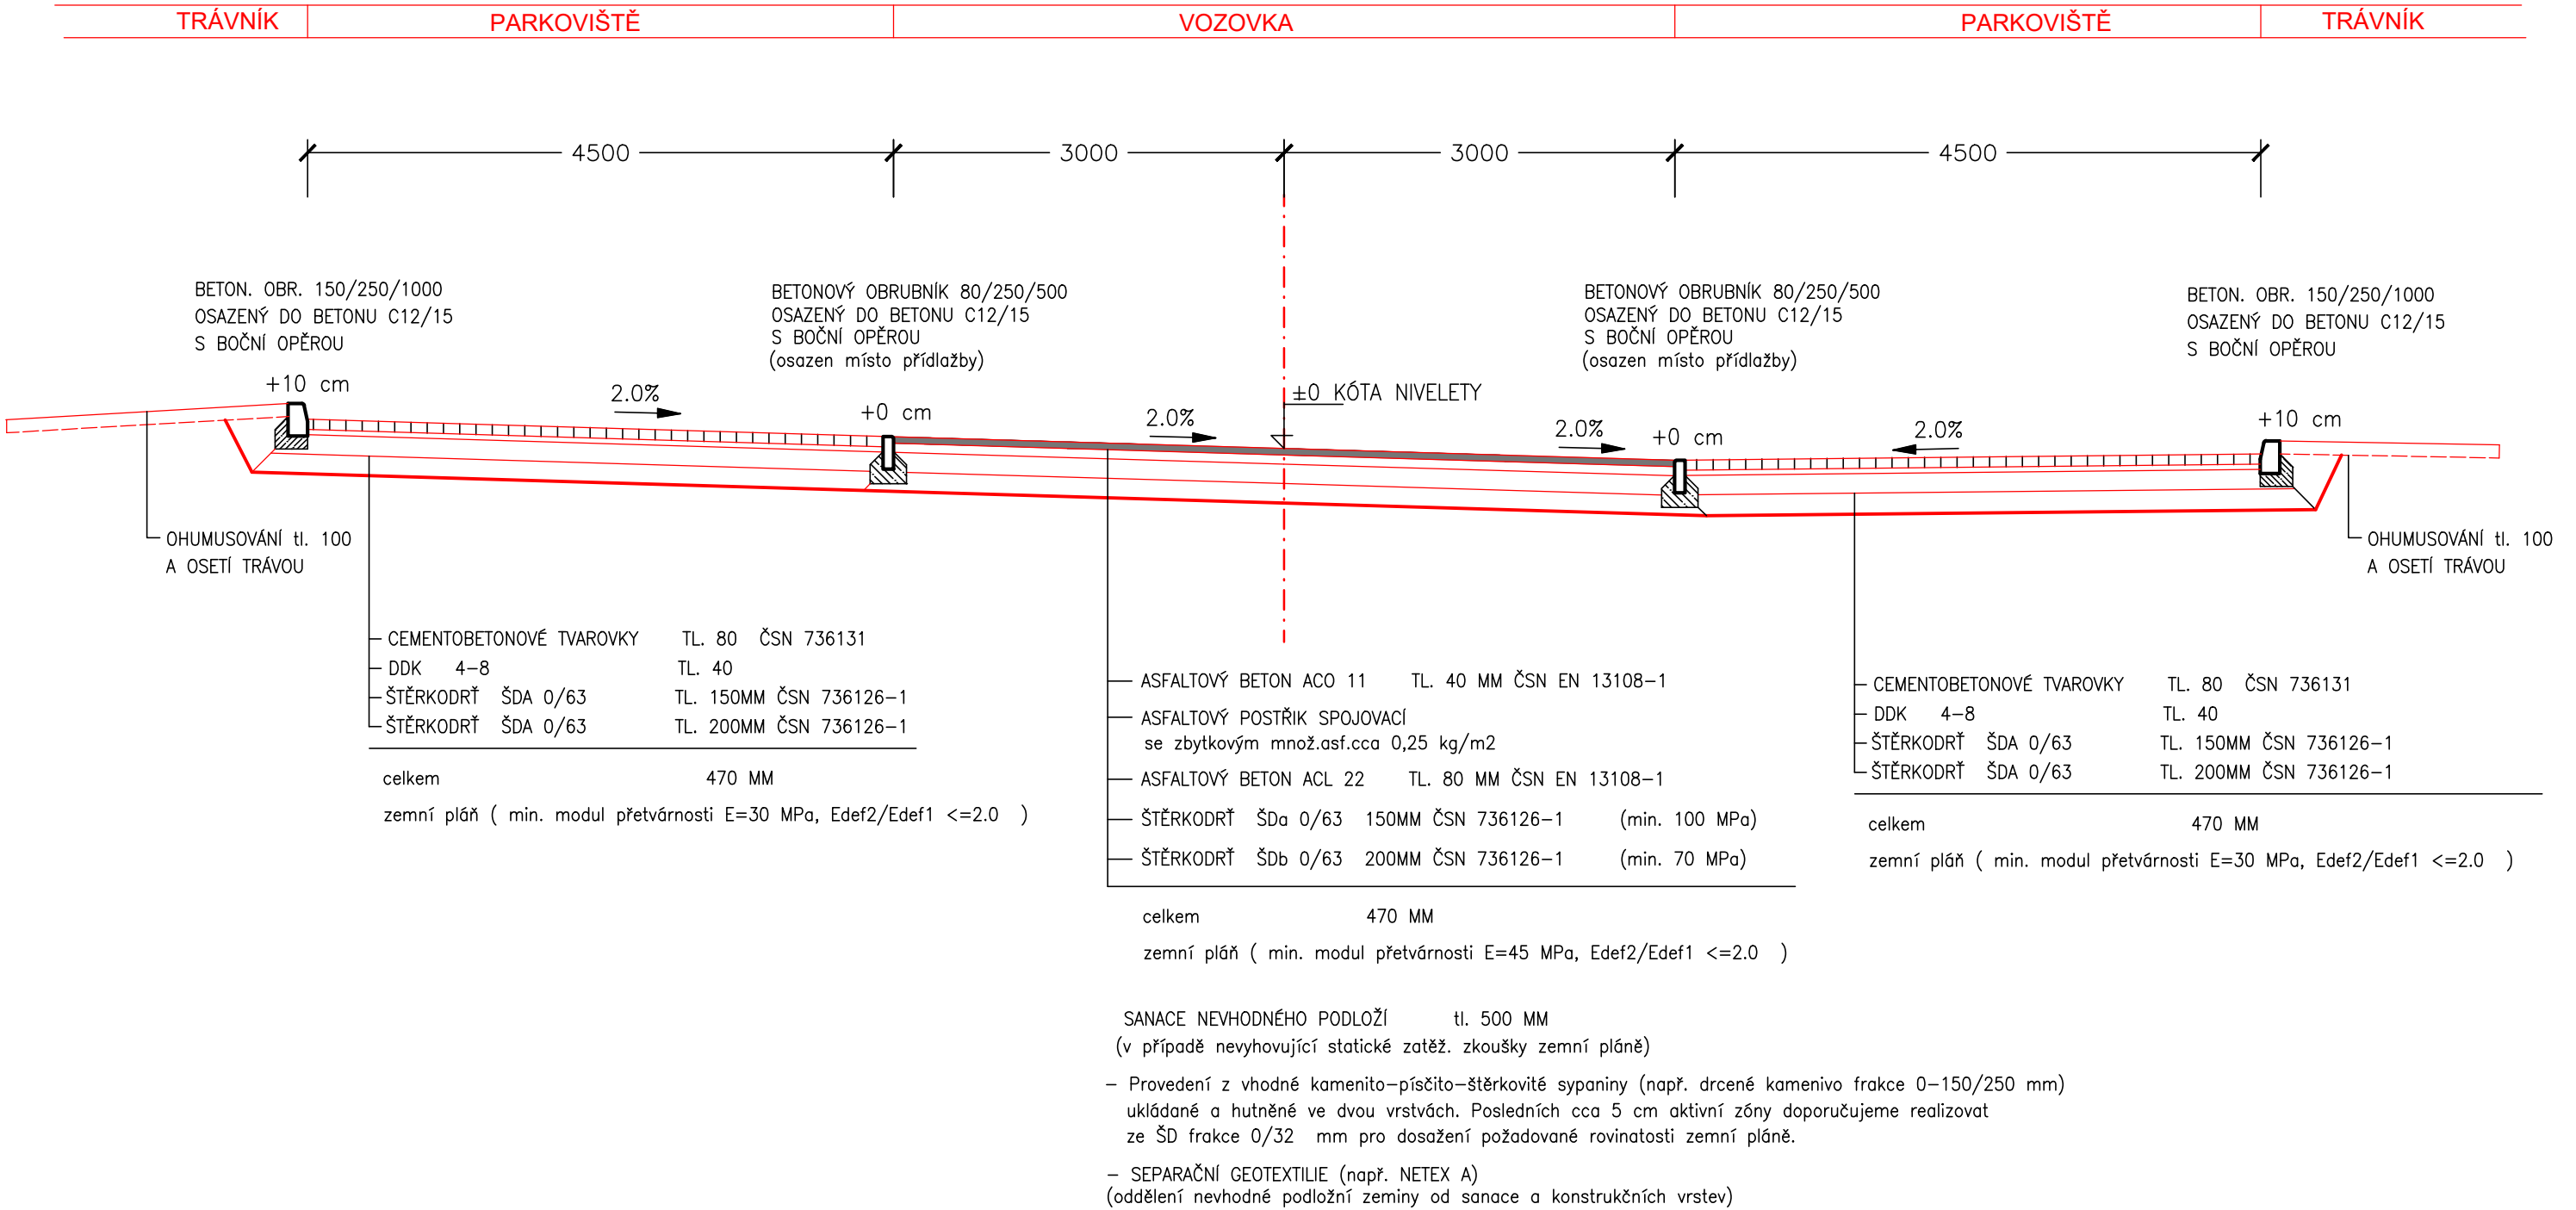 TRÁVNÍK PARKOVIŠTĚ VOZOVKA PARKOVIŠTĚ TRÁVNÍK
4500 3000 3000 4500
BETON. OBR. 150/250/1000
OSAZENÝ DO BETONU C12/15
S BOČNÍ OPĚROU
+10 cm
BETONOVÝ OBRUBNÍK 80/250/500
OSAZENÝ DO BETONU C12/15
S BOČNÍ OPĚROU
(osazen místo přídlažby)
+0 cm
BETONOVÝ OBRUBNÍK 80/250/500
OSAZENÝ DO BETONU C12/15
S BOČNÍ OPĚROU
(osazen místo přídlažby)
+0 cm
BETON. OBR. 150/250/1000
OSAZENÝ DO BETONU C12/15
S BOČNÍ OPĚROU
+10 cm
2.0%
2.0%
±0 KÓTA NIVELETY
2.0%
2.0%
OHUMUSOVÁNÍ tl. 100
A OSETÍ TRÁVOU
OHUMUSOVÁNÍ tl. 100
A OSETÍ TRÁVOU
CEMENTOBETONOVÉ TVAROVKY TL. 80 ČSN 736131
DDK 4-8 TL. 40
ŠTĚRKODRŤ ŠDA 0/63 TL. 150MM ČSN 736126-1
ŠTĚRKODRŤ ŠDA 0/63 TL. 200MM ČSN 736126-1
celkem 470 MM
zemní pláň ( min. modul přetvárnosti E=30 MPa, Edef2/Edef1 <=2.0 )
ASFALTOVÝ BETON ACO 11 TL. 40 MM ČSN EN 13108-1
ASFALTOVÝ POSTŘIK SPOJOVACÍ
se zbytkovým množ.asf.cca 0,25 kg/m2
ASFALTOVÝ BETON ACL 22 TL. 80 MM ČSN EN 13108-1
ŠTĚRKODRŤ ŠDa 0/63 150MM ČSN 736126-1 (min. 100 MPa)
ŠTĚRKODRŤ ŠDb 0/63 200MM ČSN 736126-1 (min. 70 MPa)
celkem 470 MM
zemní pláň ( min. modul přetvárnosti E=45 MPa, Edef2/Edef1 <=2.0 )
CEMENTOBETONOVÉ TVAROVKY TL. 80 ČSN 736131
DDK 4-8 TL. 40
ŠTĚRKODRŤ ŠDA 0/63 TL. 150MM ČSN 736126-1
ŠTĚRKODRŤ ŠDA 0/63 TL. 200MM ČSN 736126-1
celkem 470 MM
zemní pláň ( min. modul přetvárnosti E=30 MPa, Edef2/Edef1 <=2.0 )
SANACE NEVHODNÉHO PODLOŽÍ tl. 500 MM
(v případě nevyhovující statické zatěž. zkoušky zemní pláně)
- Provedení z vhodné kamenito-písčito-štěrkovité sypaniny (např. drcené kamenivo frakce 0-150/250 mm)
ukládané a hutněné ve dvou vrstvách. Posledních cca 5 cm aktivní zóny doporučujeme realizovat
ze ŠD frakce 0/32 mm pro dosažení požadované rovinatosti zemní pláně.
- SEPARAČNÍ GEOTEXTILIE (např. NETEX A)
(oddělení nevhodné podložní zeminy od sanace a konstrukčních vrstev)